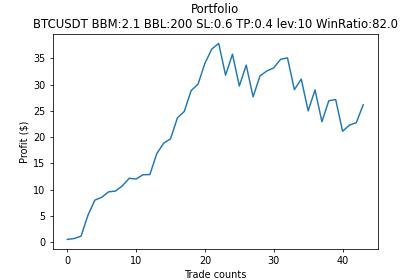 Portfolio
BTCUSDT BBM:2.1 BBL:200 SL:0.6 TP:0.4 lev:10 WinRatio:82.0
35
30
25
20
15
10
5
0
Profit ($)
0 10 20 30 40
Trade counts